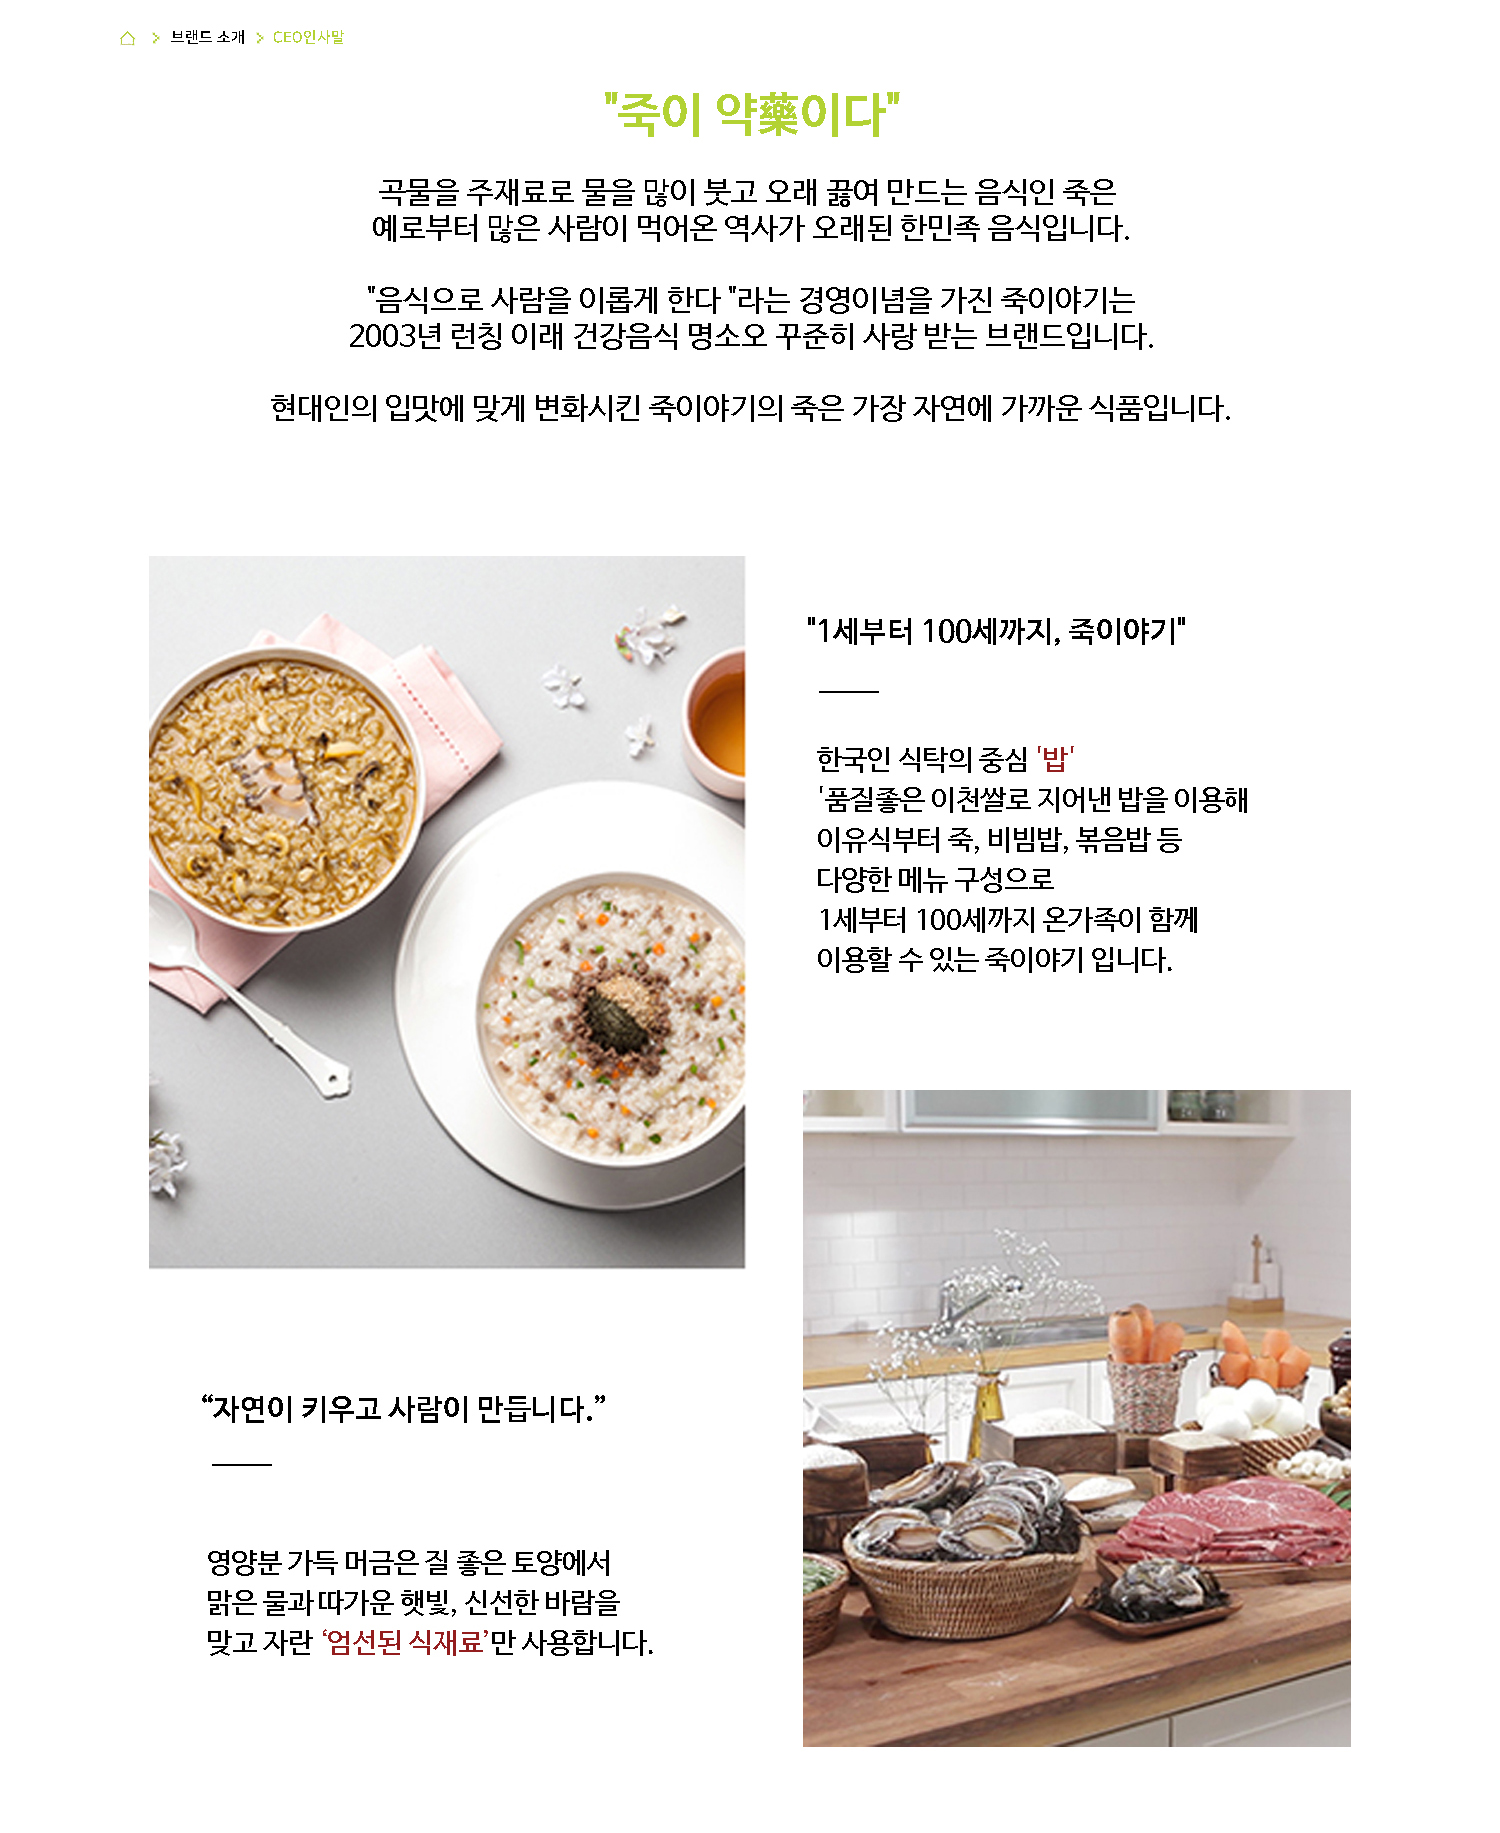 브랜드 소개 CEO인사말
"죽이 약藥이다"
곡물을 주재료로 물을 많이 붓고 오래 끓여 만드는 음식인 죽은
예로부터 많은 사람이 먹어온 역사가 오래된 한민족 음식입니다.
"음식으로 사람을 이롭게 한다 "라는 경영이념을 가진 죽이야기는
2003년 런칭 이래 건강음식 명소오 꾸준히 사랑 받는 브랜드입니다.
현대인의 입맛에 맞게 변화시킨 죽이야기의 죽은 가장 자연에 가까운 식품입니다.
"1세부터 100세까지, 죽이야기"
한국인 식탁의 중심 '밥'
'품질좋은 이천쌀로 지어낸 밥을 이용해
이유식부터 죽, 비빔밥, 볶음밥 등
다양한 메뉴 구성으로
1세부터 100세까지 온가족이 함께
이용할 수 있는 죽이야기 입니다.
“자연이 키우고 사람이 만듭니다.”
영양분 가득 머금은 질 좋은 토양에서
맑은 물과 따가운 햇빛, 신선한 바람을
맞고 자란 ‘엄선된 식재료’만 사용합니다.